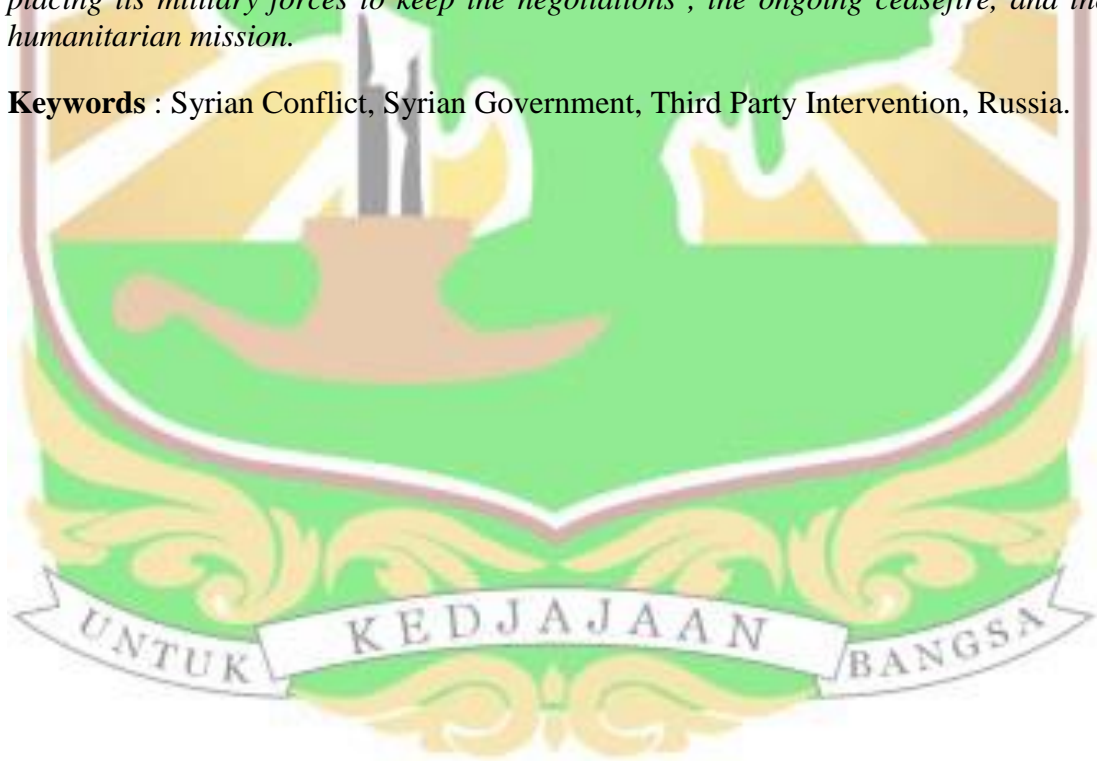 placing its military forces to keep the negotiations , the ongoing ceasefire, and the
humanitarian mission.
Keywords : Syrian Conflict, Syrian Government, Third Party Intervention, Russia.
UNTUK KEDJAJAAN BANGSA